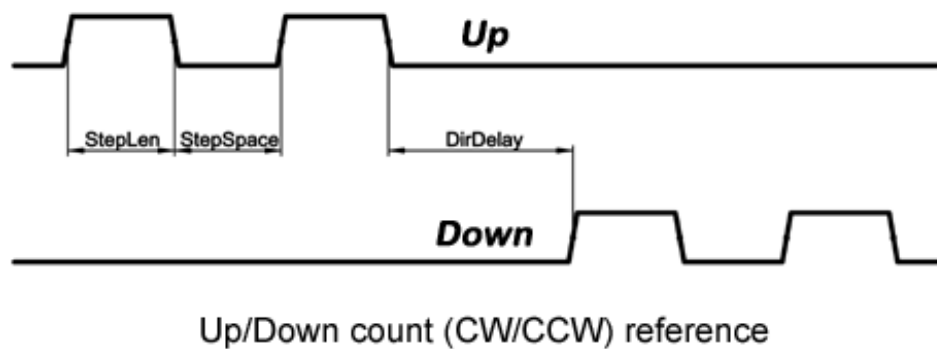 Up
StepLen StepSpace DirDelay
Down
Up/Down count (CW/CCW) reference